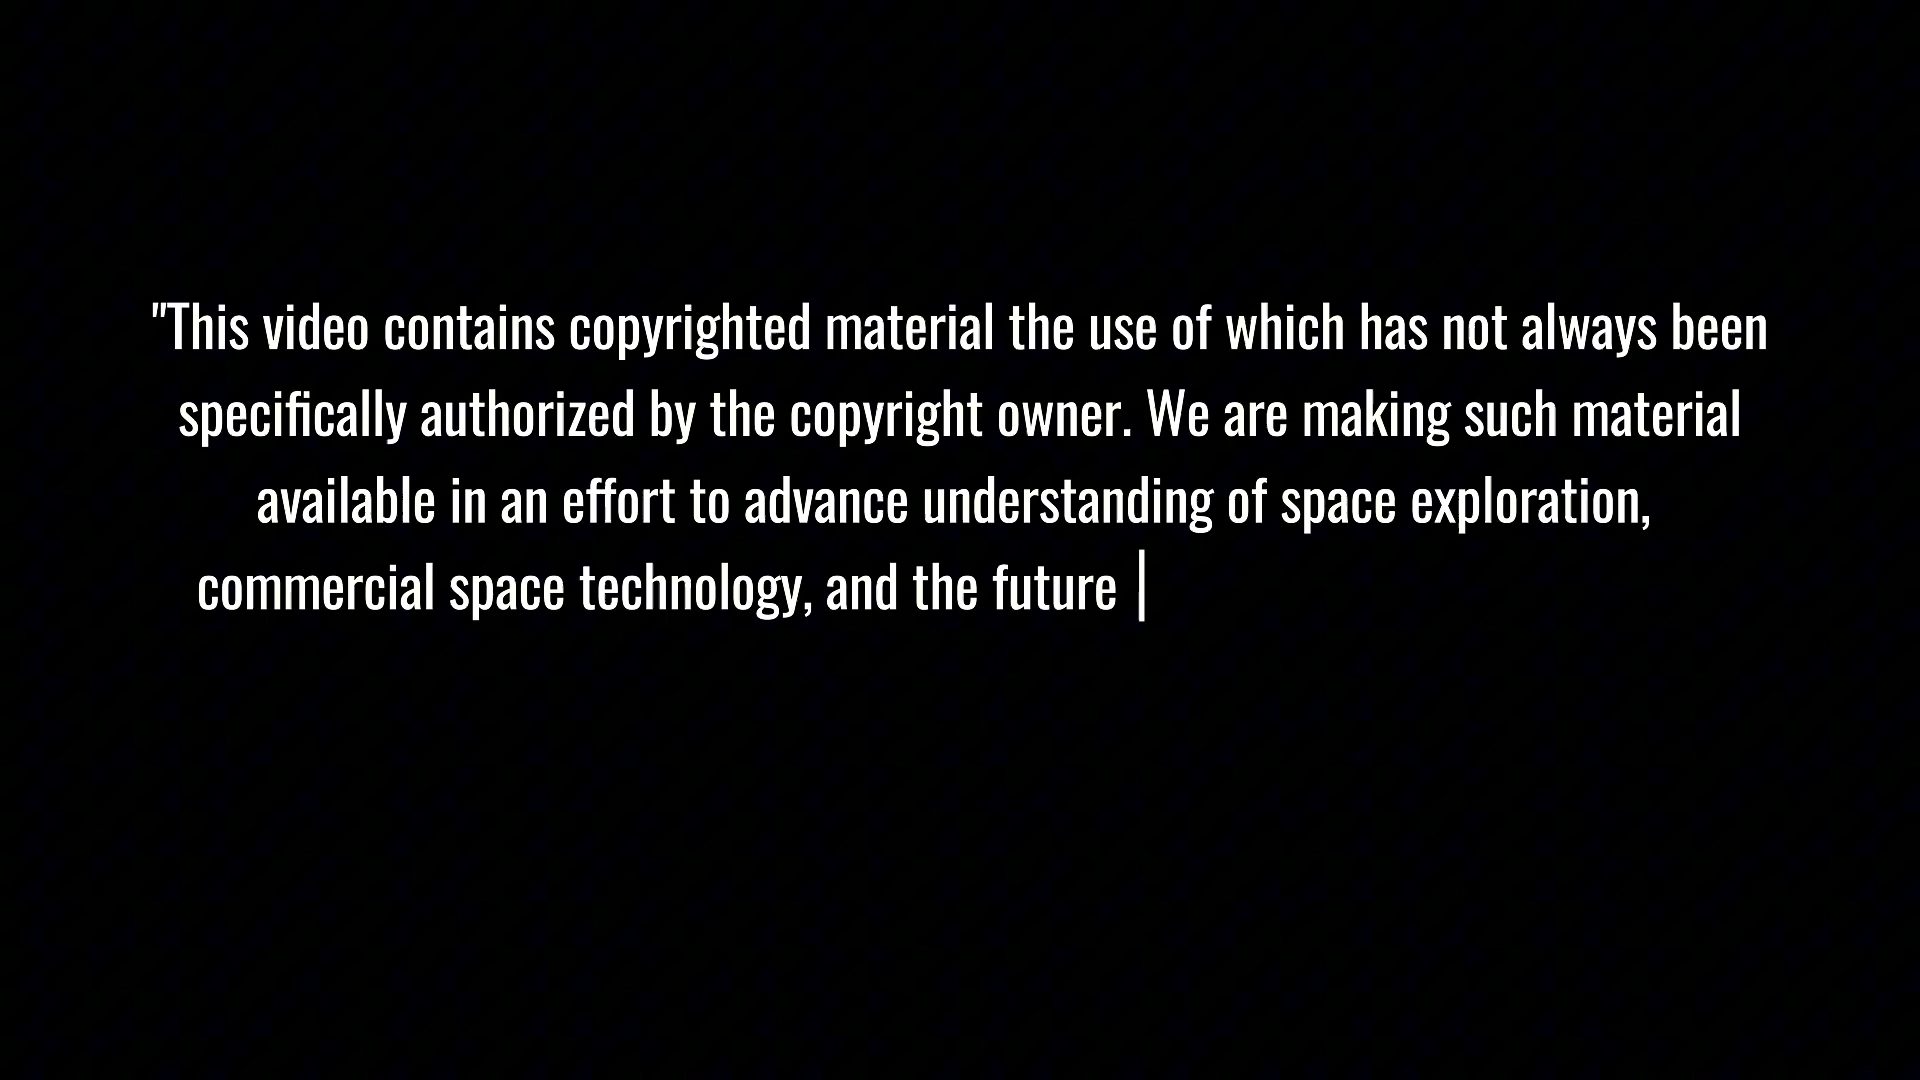 "This video contains copyrighted material the use of which has not always been
specifically authorized by the copyright owner. We are making such material
available in an effort to advance understanding of space exploration,
commercial space technology, and the future